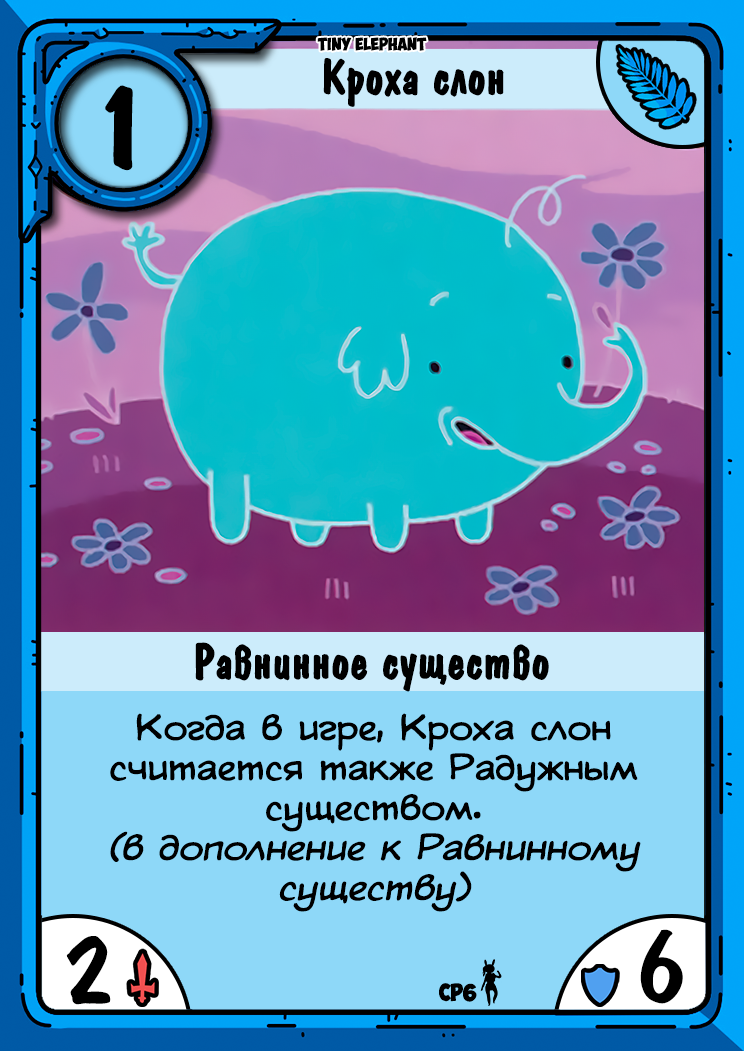 TINY ELEPHANT
Кроха слон
1
Равнинное существо
Когда в игре, Кроха слон
считается также Радужным
существом.
(в дополнение к Равнинному
существу)
2
CP6
6